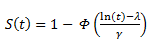 S(t) = 1 − Φ((ln(t)−λ)/γ)